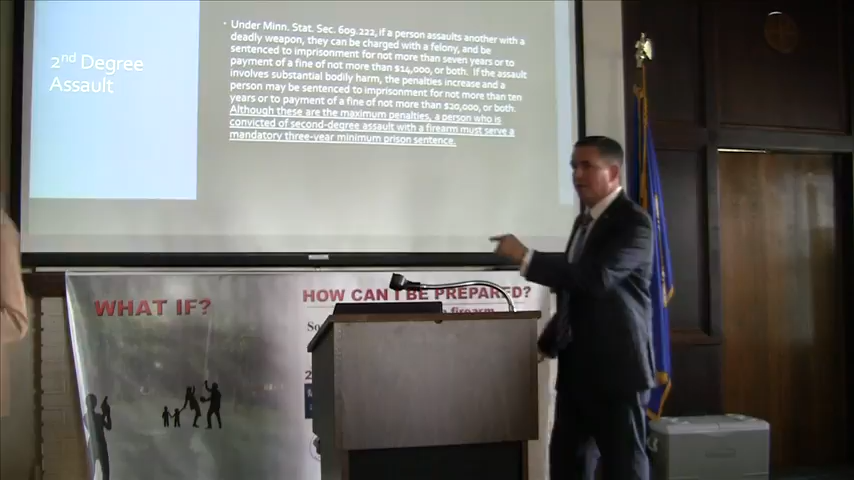 2nd Degree
Assault
• Under Minn. Stat. Sec. 609.222, if a person assaults another with a
deadly weapon, they can be charged with a felony, and be
sentenced to imprisonment for not more than seven years or to
payment of a fine of not more than $14,000, or both. If the assault
involves substantial bodily harm, the penalties increase and a
person may be sentenced to imprisonment for not more than ten
years or to payment of a fine of not more than $20,000, or both.
Although these are the maximum penalties, a person who is
convicted of second-degree assault with a firearm must serve a
mandatory three-year minimum prison sentence.
WHAT IF?
HOW CAN'T BE PREPARED?
firearm